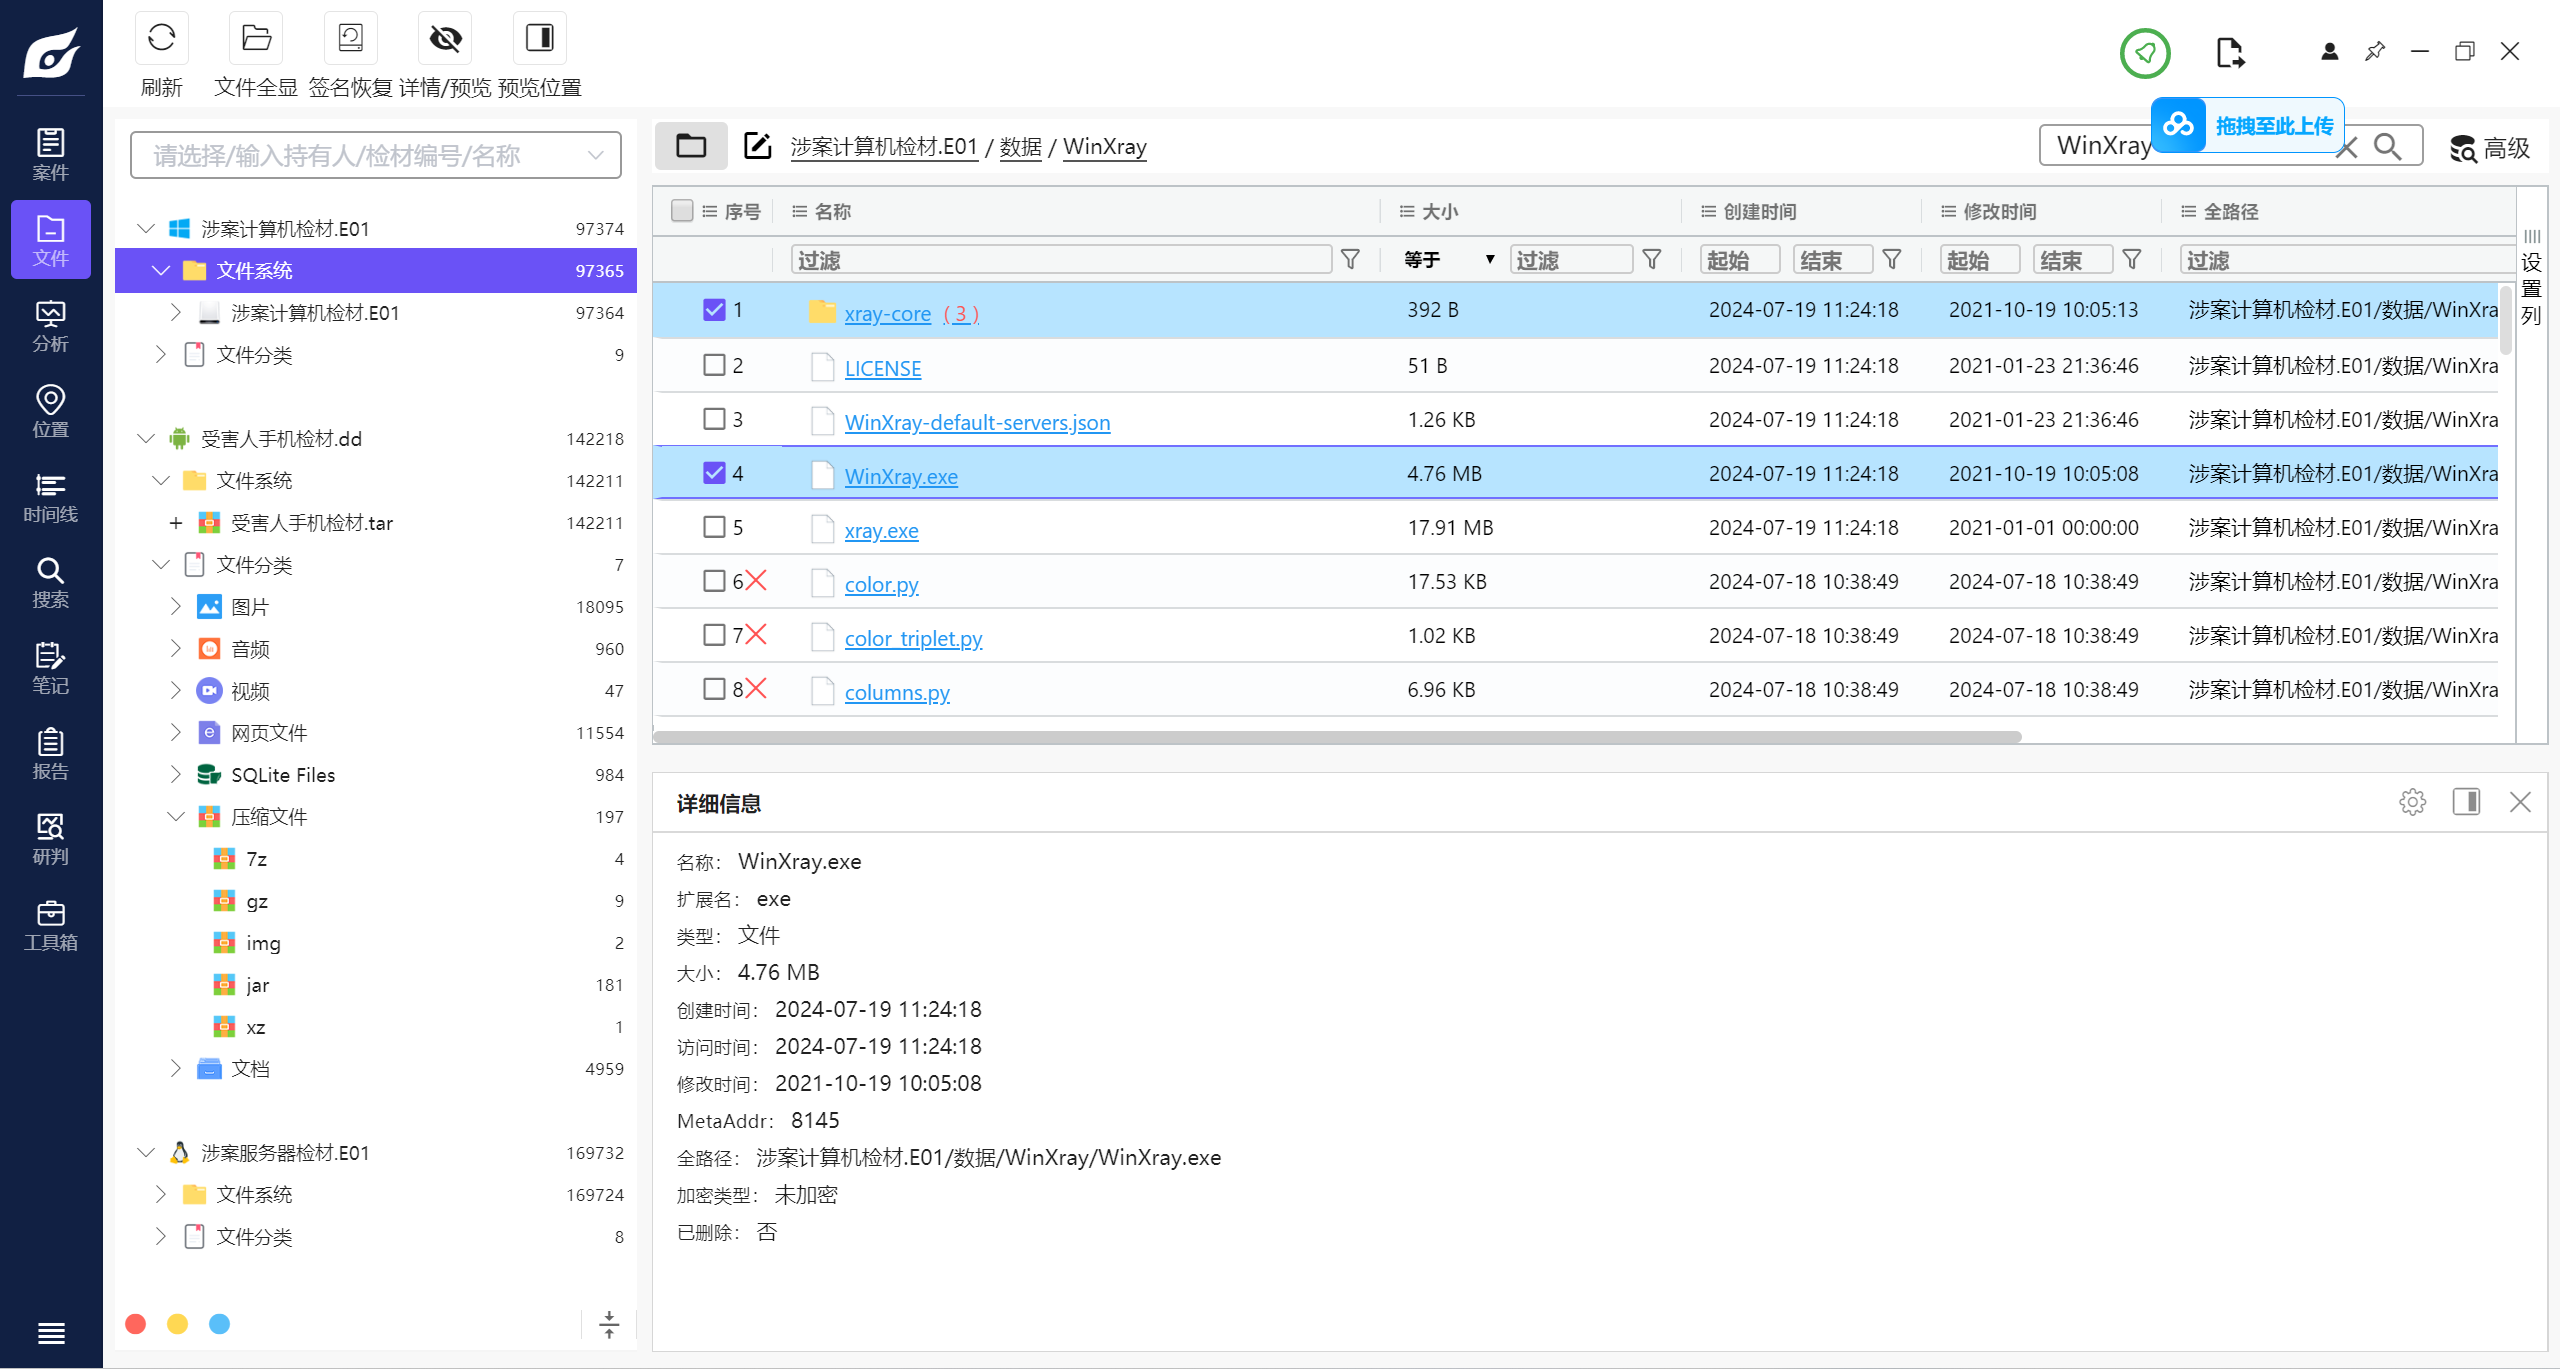 刷新 文件全显 签名恢复 详情/预览 预览位置
拖拽至此上传
案件
文件
分析
位置
时间线
搜索
笔记
报告
研判
工具箱
请选择/输入持有人/检材编号/名称
涉案计算机检材.E01 97374
文件系统 97365
涉案计算机检材.E01 97364
文件分类 9
受害人手机检材.dd 142218
文件系统 142211
+ 受害人手机检材.tar 142211
文件分类 7
图片 18095
音频 960
视频 47
网页文件 11554
SQLite Files 984
压缩文件 197
7z 4
gz 9
img 2
jar 181
xz 1
文档 4959
涉案服务器检材.E01 169732
文件系统 169724
文件分类 8
涉案计算机检材.E01 / 数据 / WinXray
WinXray
高级
序号 名称 大小 创建时间 修改时间 全路径
过滤 等于 过滤 起始 结束 起始 结束 过滤
设置列
1 xray-core ( 3 ) 392 B 2024-07-19 11:24:18 2021-10-19 10:05:13 涉案计算机检材.E01/数据/WinXra
2 LICENSE 51 B 2024-07-19 11:24:18 2021-01-23 21:36:46 涉案计算机检材.E01/数据/WinXra
3 WinXray-default-servers.json 1.26 KB 2024-07-19 11:24:18 2021-01-23 21:36:46 涉案计算机检材.E01/数据/WinXra
4 WinXray.exe 4.76 MB 2024-07-19 11:24:18 2021-10-19 10:05:08 涉案计算机检材.E01/数据/WinXra
5 xray.exe 17.91 MB 2024-07-19 11:24:18 2021-01-01 00:00:00 涉案计算机检材.E01/数据/WinXra
6 color.py 17.53 KB 2024-07-18 10:38:49 2024-07-18 10:38:49 涉案计算机检材.E01/数据/WinXra
7 color_triplet.py 1.02 KB 2024-07-18 10:38:49 2024-07-18 10:38:49 涉案计算机检材.E01/数据/WinXra
8 columns.py 6.96 KB 2024-07-18 10:38:49 2024-07-18 10:38:49 涉案计算机检材.E01/数据/WinXra
详细信息
名称： WinXray.exe
扩展名： exe
类型： 文件
大小： 4.76 MB
创建时间： 2024-07-19 11:24:18
访问时间： 2024-07-19 11:24:18
修改时间： 2021-10-19 10:05:08
MetaAddr： 8145
全路径： 涉案计算机检材.E01/数据/WinXray/WinXray.exe
加密类型： 未加密
已删除： 否